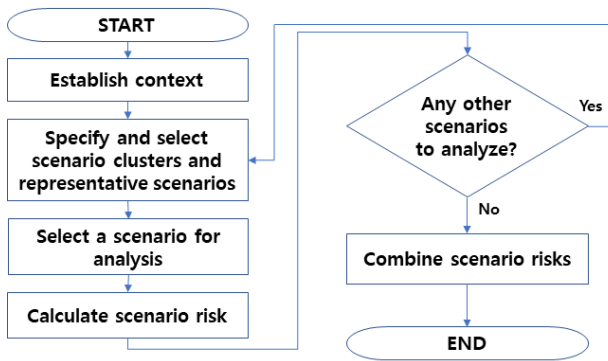 START
Establish context
Specify and select
scenario clusters and
representative scenarios
Select a scenario for
analysis
Calculate scenario risk
Any other
scenarios
to analyze?
Yes
No
Combine scenario risks
END